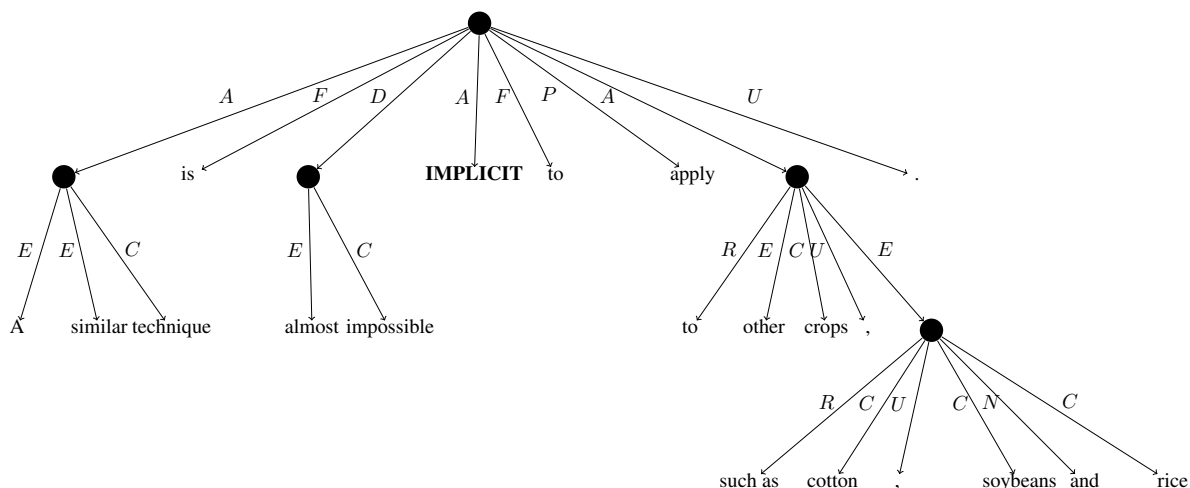 A F D A F P A U
is IMPLICIT to apply .
E E C E C R E C U E
A similar technique almost impossible to other crops ,
R C U C N C
such as cotton , soybeans and rice